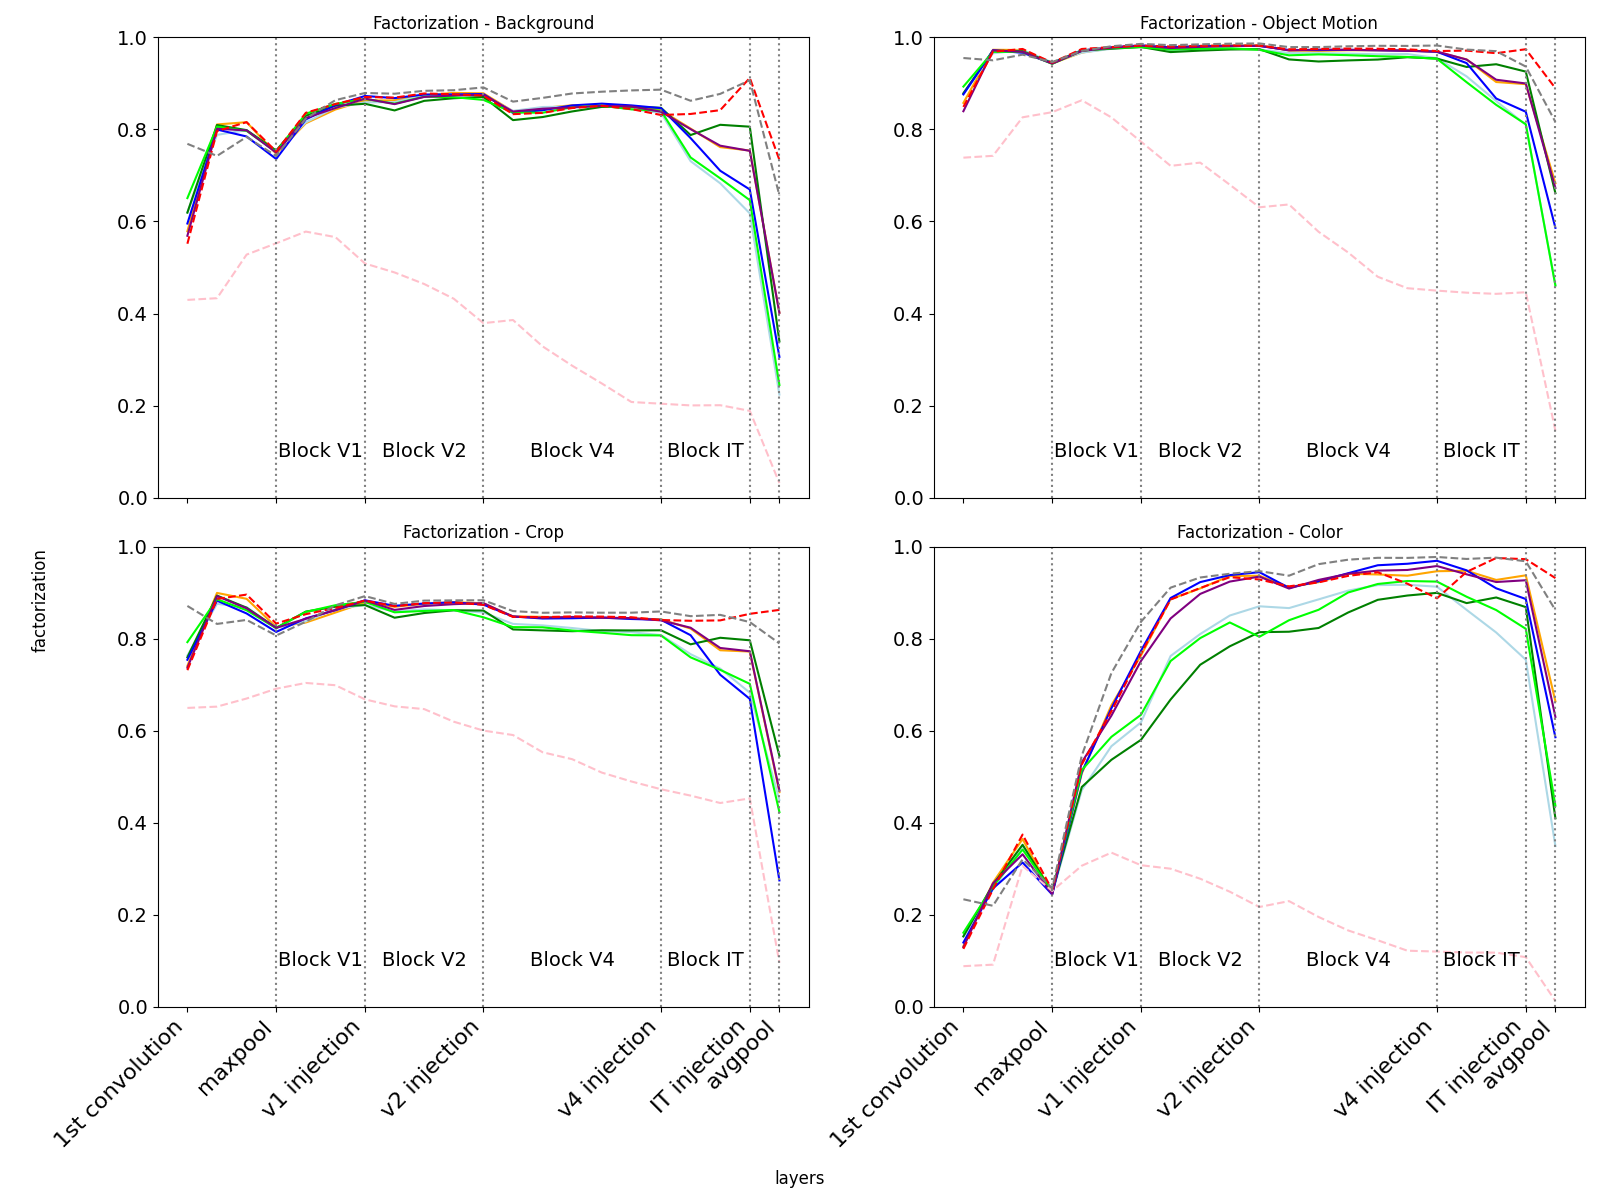 Factorization - Background
1.0
0.8
0.6
0.4
0.2
0.0
Block V1
Block V2
Block V4
Block IT
Factorization - Object Motion
1.0
0.8
0.6
0.4
0.2
0.0
Block V1
Block V2
Block V4
Block IT
factorization
Factorization - Crop
1.0
0.8
0.6
0.4
0.2
0.0
Block V1
Block V2
Block V4
Block IT
1st convolution
maxpool
v1 injection
v2 injection
v4 injection
IT injection
avgpool
Factorization - Color
1.0
0.8
0.6
0.4
0.2
0.0
Block V1
Block V2
Block V4
Block IT
1st convolution
maxpool
v1 injection
v2 injection
v4 injection
IT injection
avgpool
layers